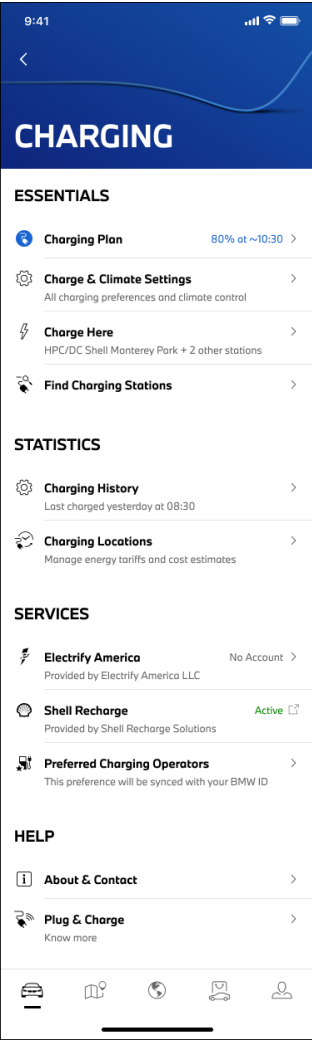 9:41
CHARGING
ESSENTIALS
Charging Plan 80% at ~10:30
Charge & Climate Settings
All charging preferences and climate control
Charge Here
HPC/DC Shell Monterey Park + 2 other stations
Find Charging Stations
STATISTICS
Charging History
Last charged yesterday at 08:30
Charging Locations
Manage energy tariffs and cost estimates
SERVICES
Electrify America No Account
Provided by Electrify America LLC
Shell Recharge Active
Provided by Shell Recharge Solutions
Preferred Charging Operators
This preference will be synced with your BMW ID
HELP
About & Contact
Plug & Charge
Know more